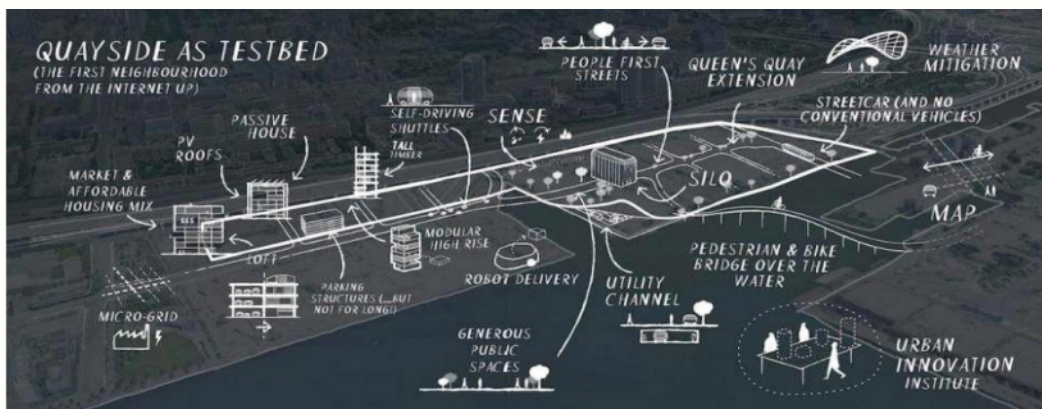 QUAYSIDE AS TESTBED
(THE FIRST NEIGHBOURHOOD
FROM THE INTERNET UP)
PEOPLE FIRST
STREETS
QUEEN'S QUAY
EXTENSION
WEATHER
MITIGATION
PASSIVE
HOUSE
SELF-DRIVING
SHUTTLES
SENSE
STREETCAR (AND NO
CONVENTIONAL VEHICLES)
PV
ROOFS
TALL
TIMBER
MARKET &
AFFORDABLE
HOUSING MIX
SILO
MAP
LOFT
MODULAR
HIGH RISE
ROBOT DELIVERY
PEDESTRIAN & BIKE
BRIDGE OVER THE
WATER
PARKING
STRUCTURES (...BUT
NOT FOR LONG!)
UTILITY
CHANNEL
MICRO-GRID
GENEROUS
PUBLIC
SPACES
URBAN
INNOVATION
INSTITUTE